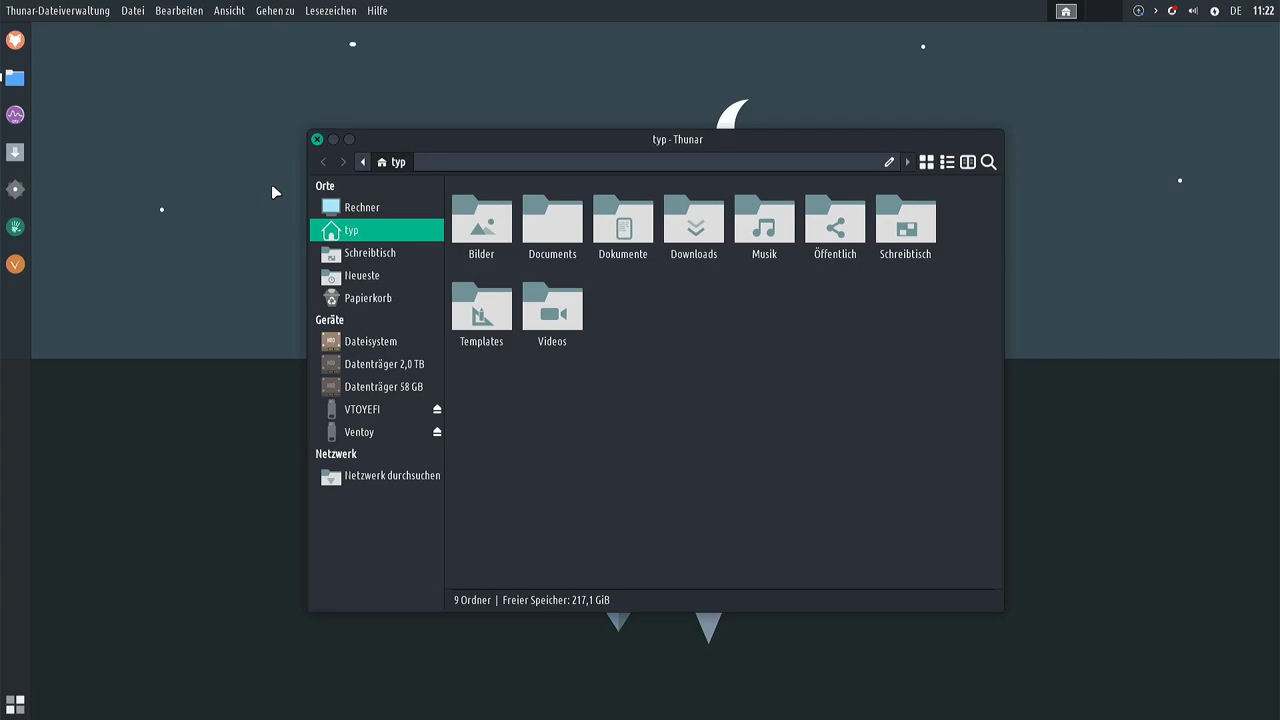 Thunar-Dateiverwaltung Datei Bearbeiten Ansicht Gehen zu Lesezeichen Hilfe DE 11:22
typ - Thunar
typ
Orte
Rechner
typ
Schreibtisch
Neueste
Papierkorb
Geräte
Dateisystem
Datenträger 2,0 TB
Datenträger 58 GB
VTOYEFI
Ventoy
Netzwerk
Netzwerk durchsuchen
Bilder Documents Dokumente Downloads Musik Öffentlich Schreibtisch
Templates Videos
9 Ordner | Freier Speicher: 217,1 GiB